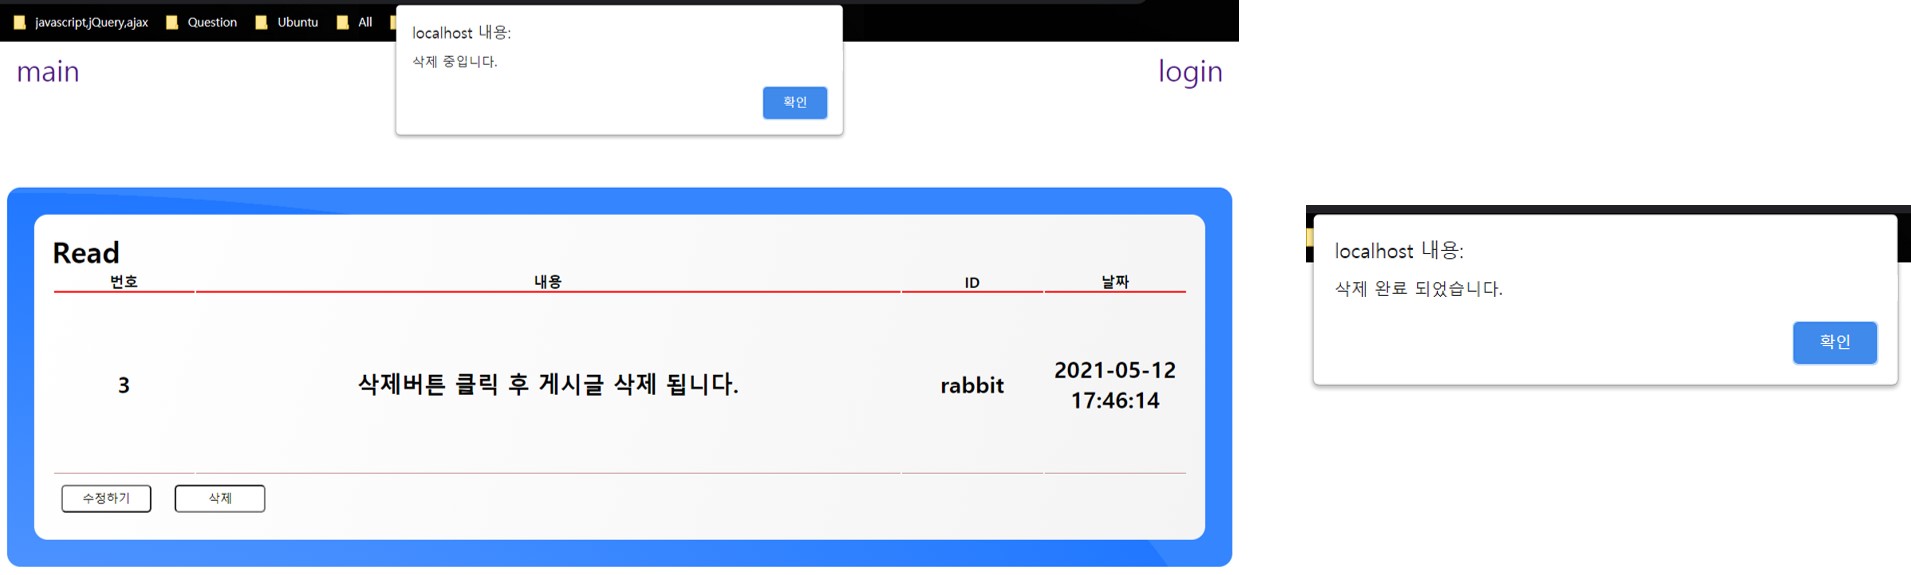 javascript,jQuery,ajax Question Ubuntu All
localhost 내용:
삭제 중입니다.
확인
main login
Read
번호 내용 ID 날짜
3 삭제버튼 클릭 후 게시글 삭제 됩니다. rabbit 2021-05-12
17:46:14
수정하기 삭제
localhost 내용:
삭제 완료 되었습니다.
확인